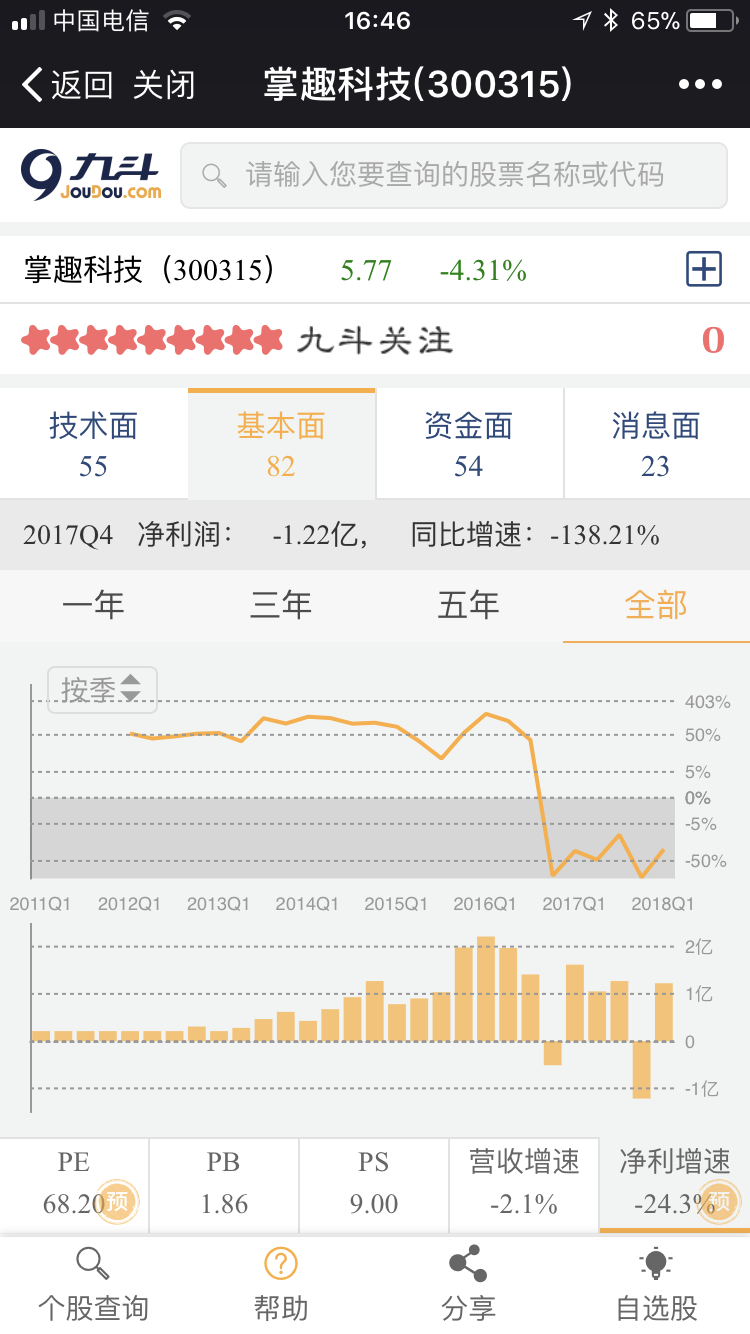 中国电信 16:46 65%
返回 关闭 掌趣科技(300315)
九斗 JouDou.com 请输入您要查询的股票名称或代码
掌趣科技（300315） 5.77 -4.31%
九斗关注 0
技术面 基本面 资金面 消息面
55 82 54 23
2017Q4 净利润： -1.22亿, 同比增速：-138.21%
一年 三年 五年 全部
按季
403%
50%
5%
0%
-5%
-50%
2011Q1 2012Q1 2013Q1 2014Q1 2015Q1 2016Q1 2017Q1 2018Q1
2亿
1亿
0
-1亿
PE PB PS 营收增速 净利增速
68.20 预 1.86 9.00 -2.1% -24.3% 预
个股查询 帮助 分享 自选股